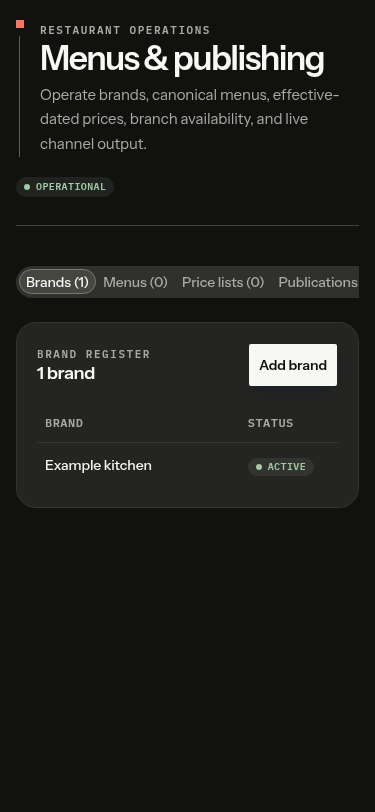 RESTAURANT OPERATIONS
Menus & publishing
Operate brands, canonical menus, effective-
dated prices, branch availability, and live
channel output.
OPERATIONAL
Brands (1) Menus (0) Price lists (0) Publications
BRAND REGISTER
1 brand
Add brand
BRAND STATUS
Example kitchen ACTIVE